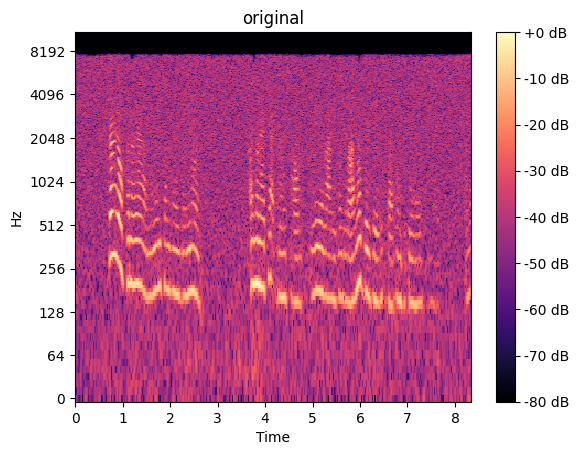 original
8192
4096
2048
1024
512
256
128
64
0
Hz
0 1 2 3 4 5 6 7 8
Time
+0 dB
-10 dB
-20 dB
-30 dB
-40 dB
-50 dB
-60 dB
-70 dB
-80 dB